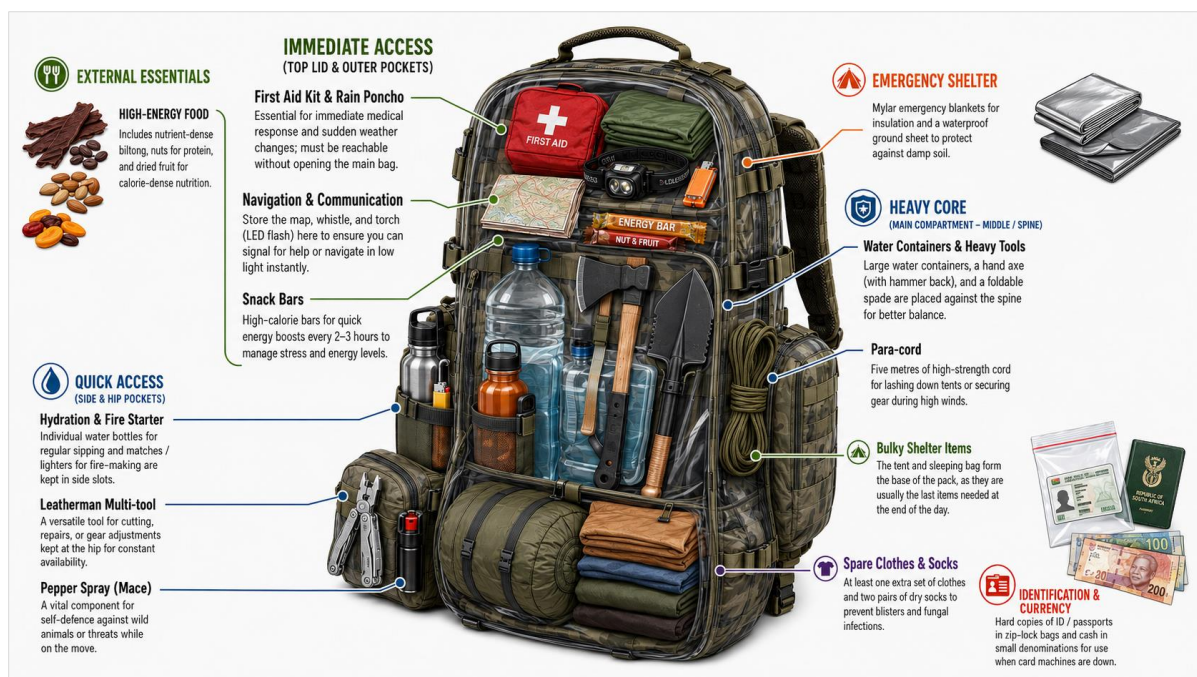 EXTERNAL ESSENTIALS
HIGH-ENERGY FOOD
Includes nutrient-dense
biltong, nuts for protein,
and dried fruit for
calorie-dense nutrition.
IMMEDIATE ACCESS
(TOP LID & OUTER POCKETS)
First Aid Kit & Rain Poncho
Essential for immediate medical
response and sudden weather
changes; must be reachable
without opening the main bag.
Navigation & Communication
Store the map, whistle, and torch
(LED flash) here to ensure you can
signal for help or navigate in low
light instantly.
Snack Bars
High-calorie bars for quick
energy boosts every 2–3 hours to
manage stress and energy levels.
QUICK ACCESS
(SIDE & HIP POCKETS)
Hydration & Fire Starter
Individual water bottles for
regular sipping and matches /
lighters for fire-making are
kept in side slots.
Leatherman Multi-tool
A versatile tool for cutting,
repairs, or gear adjustments
kept at the hip for constant
availability.
Pepper Spray (Mace)
A vital component for
self-defence against wild
animals or threats while
on the move.
FIRST AID
ENERGY BAR
NUT & FRUIT
EMERGENCY SHELTER
Mylar emergency blankets for
insulation and a waterproof
ground sheet to protect
against damp soil.
HEAVY CORE
(MAIN COMPARTMENT – MIDDLE / SPINE)
Water Containers & Heavy Tools
Large water containers, a hand axe
(with hammer back), and a foldable
spade are placed against the spine
for better balance.
Para-cord
Five metres of high-strength cord
for lashing down tents or securing
gear during high winds.
Bulky Shelter Items
The tent and sleeping bag form
the base of the pack, as they are
usually the last items needed at
the end of the day.
Spare Clothes & Socks
At least one extra set of clothes
and two pairs of dry socks to
prevent blisters and fungal
infections.
REPUBLIC OF
SOUTH AFRICA
100
200
IDENTIFICATION &
CURRENCY
Hard copies of ID / passports
in zip-lock bags and cash in
small denominations for use
when card machines are down.